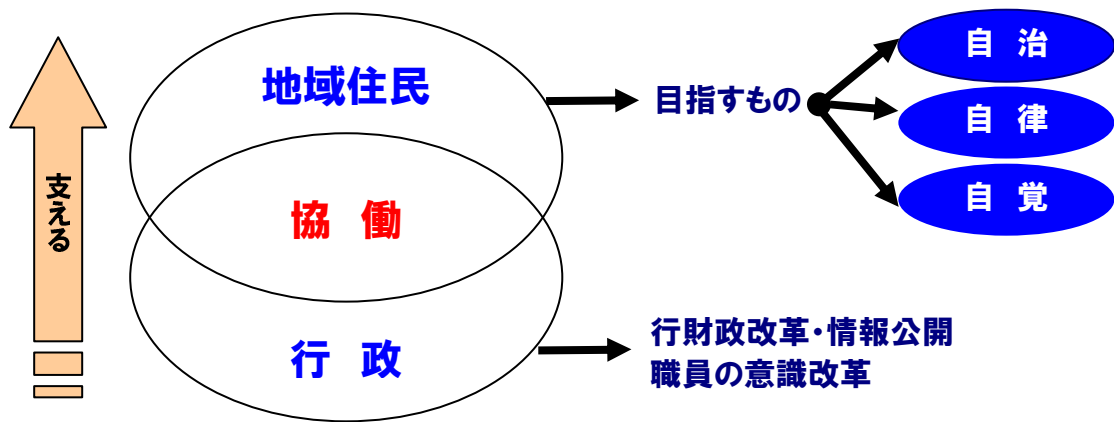 支える
地域住民
協働
行政
目指すもの
自治
自律
自覚
行財政改革・情報公開
職員の意識改革